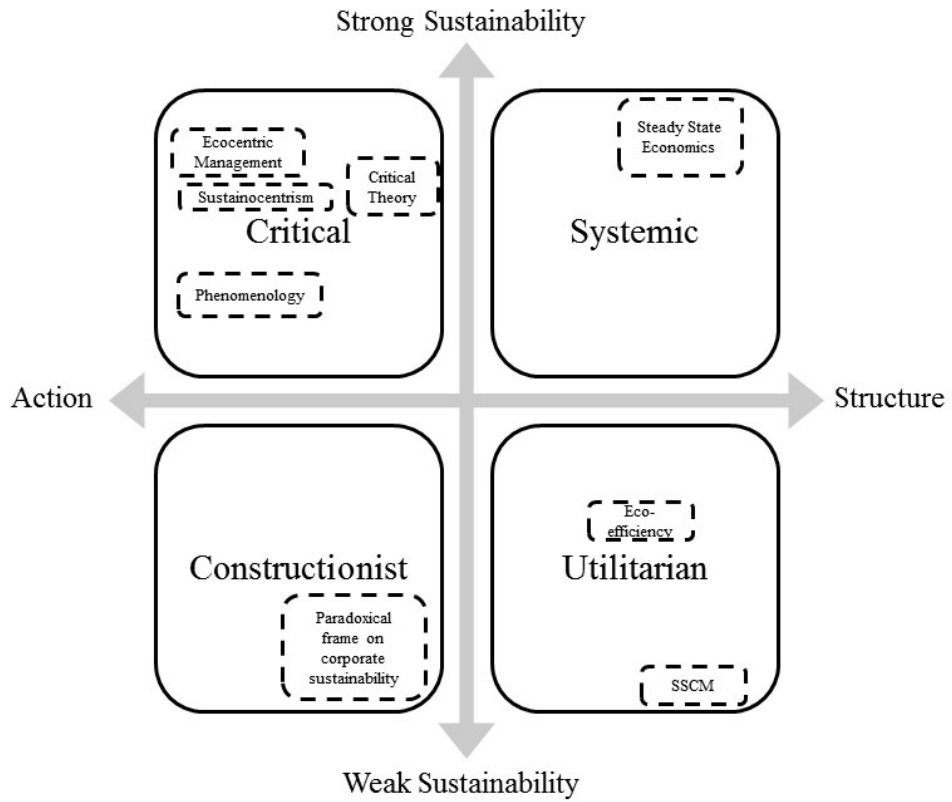 Strong Sustainability
Ecocentric
Management
Sustainocentrism
Critical
Theory
Critical
Phenomenology
Steady State
Economics
Systemic
Action
Structure
Constructionist
Paradoxical
frame on
corporate
sustainability
Eco-
efficiency
Utilitarian
SSCM
Weak Sustainability